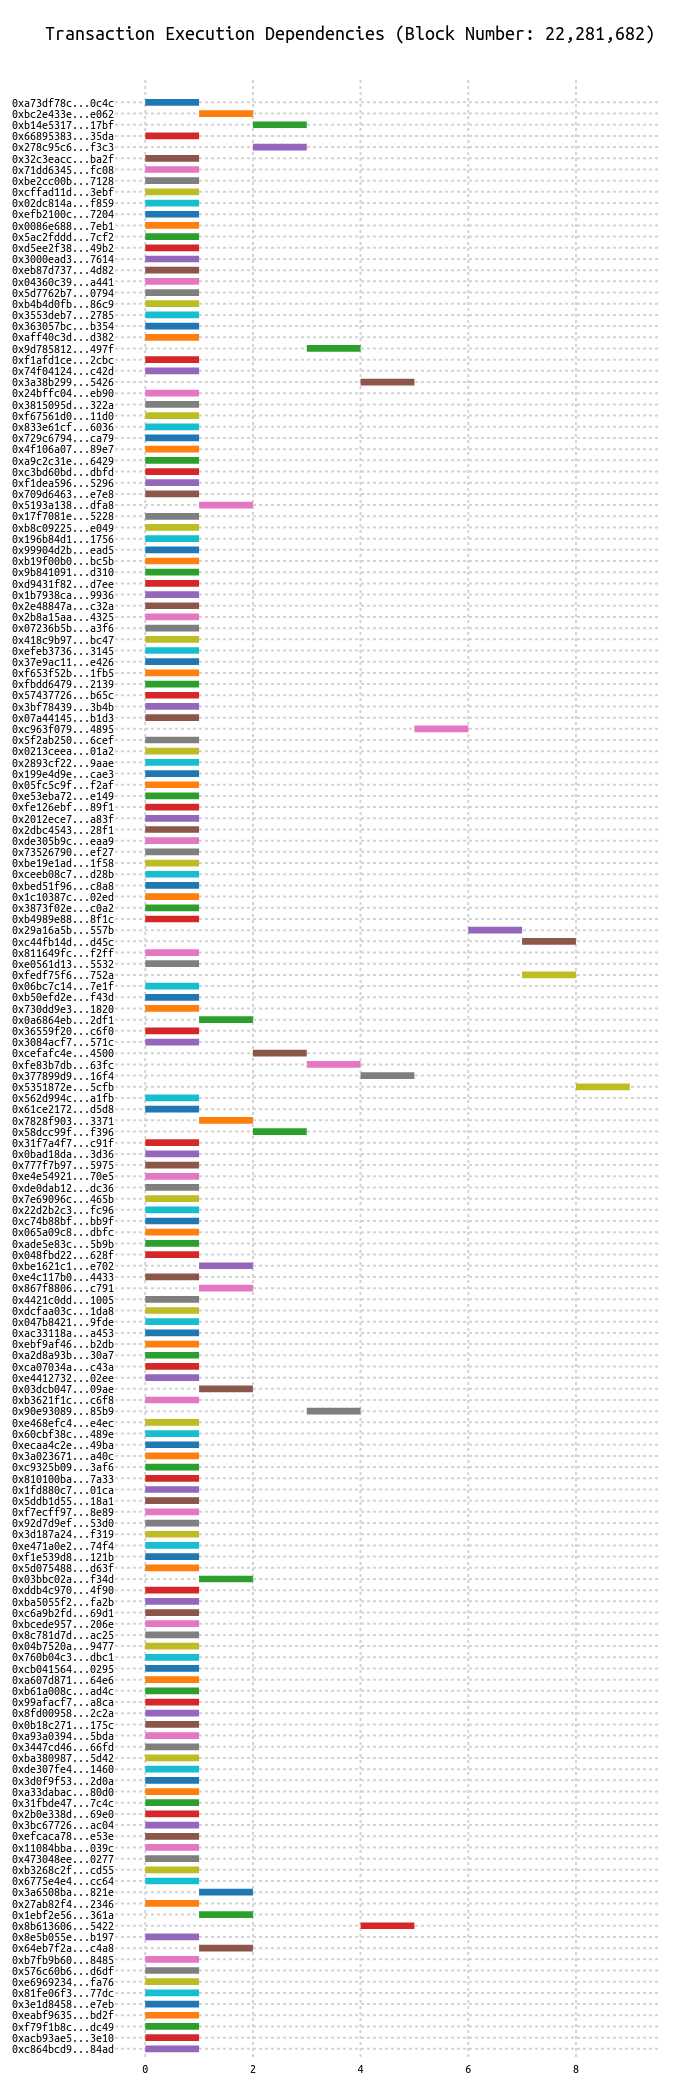 Transaction Execution Dependencies (Block Number: 22,281,682)
0xa73df78c...0c4c
0xbc2e433e...e062
0xb14e5317...17bf
0x66895383...35da
0x278c95c6...f3c3
0x32c3eacc...ba2f
0x71dd6345...fc08
0xbe2cc00b...7128
0xcffad11d...3ebf
0x02dc814a...f859
0xefb2100c...7204
0x0086e688...7eb1
0x5ac2fddd...7cf2
0xd5ee2f38...49b2
0x3000ead3...7614
0xeb87d737...4d82
0x04360c39...a441
0x5d7762b7...0794
0xb4b4d0fb...86c9
0x3553deb7...2785
0x363057bc...b354
0xaff40c3d...d382
0x9d785812...497f
0xf1afd1ce...2cbc
0x74f04124...c42d
0x3a38b299...5426
0x24bffc04...eb90
0x3815095d...322a
0xf67561d0...11d0
0x833e61cf...6036
0x729c6794...ca79
0x4f106a07...89e7
0xa9c2c31e...6429
0xc3bd60bd...dbfd
0xf1dea596...5296
0x709d6463...e7e8
0x5193a138...dfa8
0x17f7081e...5228
0xb8c09225...e049
0x196b84d1...1756
0x99904d2b...ead5
0xb19f00b0...bc5b
0x9b841091...d310
0xd9431f82...d7ee
0x1b7938ca...9936
0x2e48847a...c32a
0x2b8a15aa...4325
0x07236b5b...a3f6
0x418c9b97...bc47
0xefeb3736...3145
0x37e9ac11...e426
0xf653f52b...1fb5
0xfbdd6479...2139
0x57437726...b65c
0x3bf78439...3b4b
0x07a44145...b1d3
0xc963f079...4895
0x5f2ab250...6cef
0x0213ceea...01a2
0x2893cf22...9aae
0x199e4d9e...cae3
0x05fc5c9f...f2af
0xe53eba72...e149
0xfe126ebf...89f1
0x2012ece7...a83f
0x2dbc4543...28f1
0xde305b9c...eaa9
0x73526790...ef27
0xbe19e1ad...1f58
0xceeb08c7...d28b
0xbed51f96...c8a8
0x1c10387c...02ed
0x3873f02e...c0a2
0xb4989e88...8f1c
0x29a16a5b...557b
0xc44fb14d...d45c
0x811649fc...f2ff
0xe0561d13...5532
0xfedf75f6...752a
0x06bc7c14...7e1f
0xb50efd2e...f43d
0x730dd9e3...1820
0x0a6864eb...2df1
0x36559f20...c6f0
0x3084acf7...571c
0xcefafc4e...4500
0xfe83b7db...63fc
0x377899d9...16f4
0x5351872e...5cfb
0x562d994c...a1fb
0x61ce2172...d5d8
0x7828f903...3371
0x58dcc99f...f396
0x31f7a4f7...c91f
0x0bad18da...3d36
0x777f7b97...5975
0xe4e54921...70e5
0xde0dab12...dc36
0x7e69096c...465b
0x22d2b2c3...fc96
0xc74b88bf...bb9f
0x065a09c8...dbfc
0xade5e83c...5b9b
0x048fbd22...628f
0xbe1621c1...e702
0xe4c117b0...4433
0x867f8806...c791
0x4421c0dd...1005
0xdcfaa03c...1da8
0x047b8421...9fde
0xac33118a...a453
0xebf9af46...b2db
0xa2d8a93b...30a7
0xca07034a...c43a
0xe4412732...02ee
0x03dcb047...09ae
0xb3621f1c...c6f8
0x90e93089...85b9
0xe468efc4...e4ec
0x60cbf38c...489e
0xecaa4c2e...49ba
0x3a023671...a40c
0xc9325b09...3af6
0x810100ba...7a33
0x1fd880c7...01ca
0x5ddb1d55...18a1
0xf7ecff97...8e89
0x92d7d9ef...53d0
0x3d187a24...f319
0xe471a0e2...74f4
0xf1e539d8...121b
0x5d075488...d63f
0x03bbc02a...f34d
0xddb4c970...4f90
0xba5055f2...fa2b
0xc6a9b2fd...69d1
0xbcede957...206e
0x8c781d7d...ac25
0x04b7520a...9477
0x760b04c3...dbc1
0xcb041564...0295
0xa607d871...64e6
0xb61a008c...ad4c
0x99afacf7...a8ca
0x8fd00958...2c2a
0x0b18c271...175c
0xa93a0394...5bda
0x3447cd46...66fd
0xba380987...5d42
0xde307fe4...1460
0x3d0f9f53...2d0a
0xa33dabac...80d0
0x31fbde47...7c4c
0x2b0e338d...69e0
0x3bc67726...ac04
0xefcaca78...e53e
0x11084bba...039c
0x473048ee...0277
0xb3268c2f...cd55
0x6775e4e4...cc64
0x3a6508ba...821e
0x27ab82f4...2346
0x1ebf2e56...361a
0x8b613606...5422
0x8e5b055e...b197
0x64eb7f2a...c4a8
0xb7fb9b60...8485
0x576c60b6...d6df
0xe6969234...fa76
0x81fe06f3...77dc
0x3e1d8458...e7eb
0xeabf9635...bd2f
0xf79f1b8c...dc49
0xacb93ae5...3e10
0xc864bcd9...84ad
0 2 4 6 8